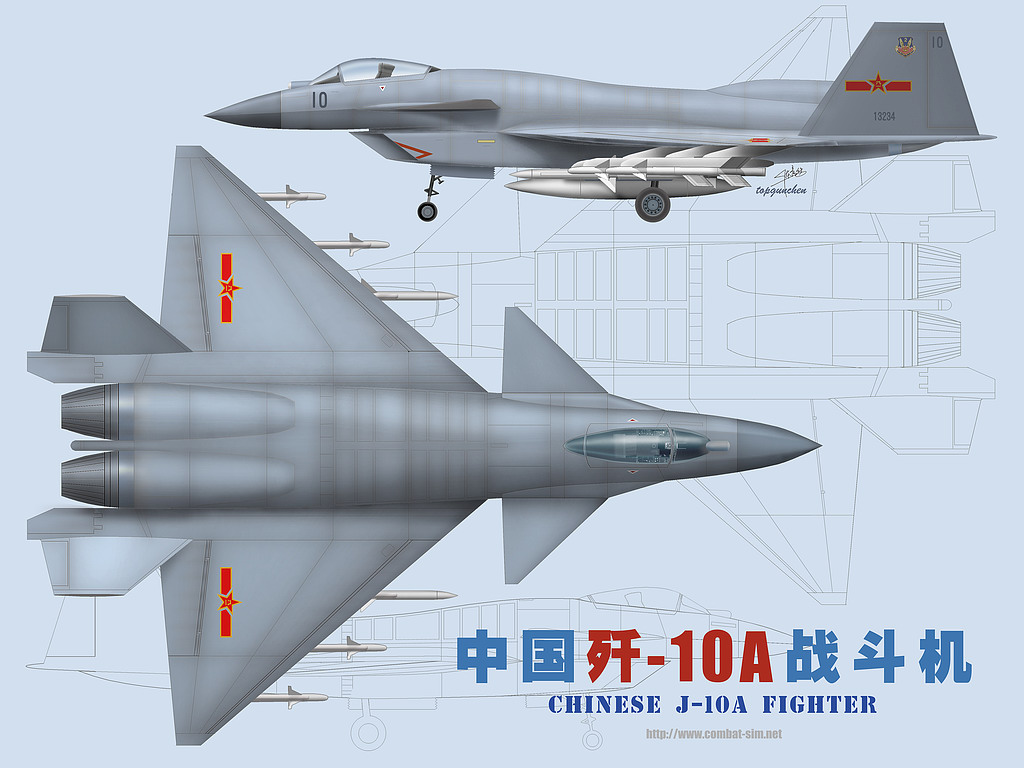 10
10
13234
topgunchen
中国歼-10A战斗机
CHINESE J-10A FIGHTER
http://www.combat-sim.net